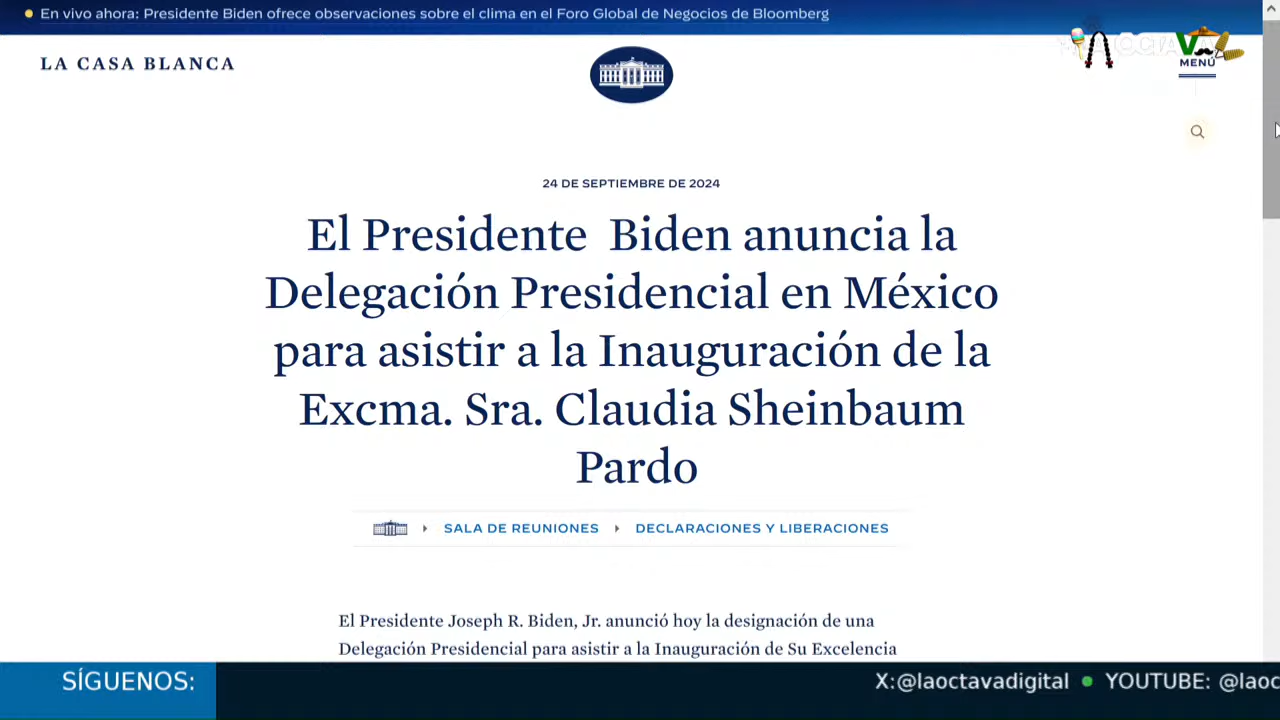 En vivo ahora: Presidente Biden ofrece observaciones sobre el clima en el Foro Global de Negocios de Bloomberg
LA CASA BLANCA
MENÚ
24 DE SEPTIEMBRE DE 2024
El Presidente Biden anuncia la
Delegación Presidencial en México
para asistir a la Inauguración de la
Excma. Sra. Claudia Sheinbaum
Pardo
SALA DE REUNIONES
DECLARACIONES Y LIBERACIONES
El Presidente Joseph R. Biden, Jr. anunció hoy la designación de una
Delegación Presidencial para asistir a la Inauguración de Su Excelencia
SÍGUENOS:
X:@laoctavadigital ● YOUTUBE: @laoc